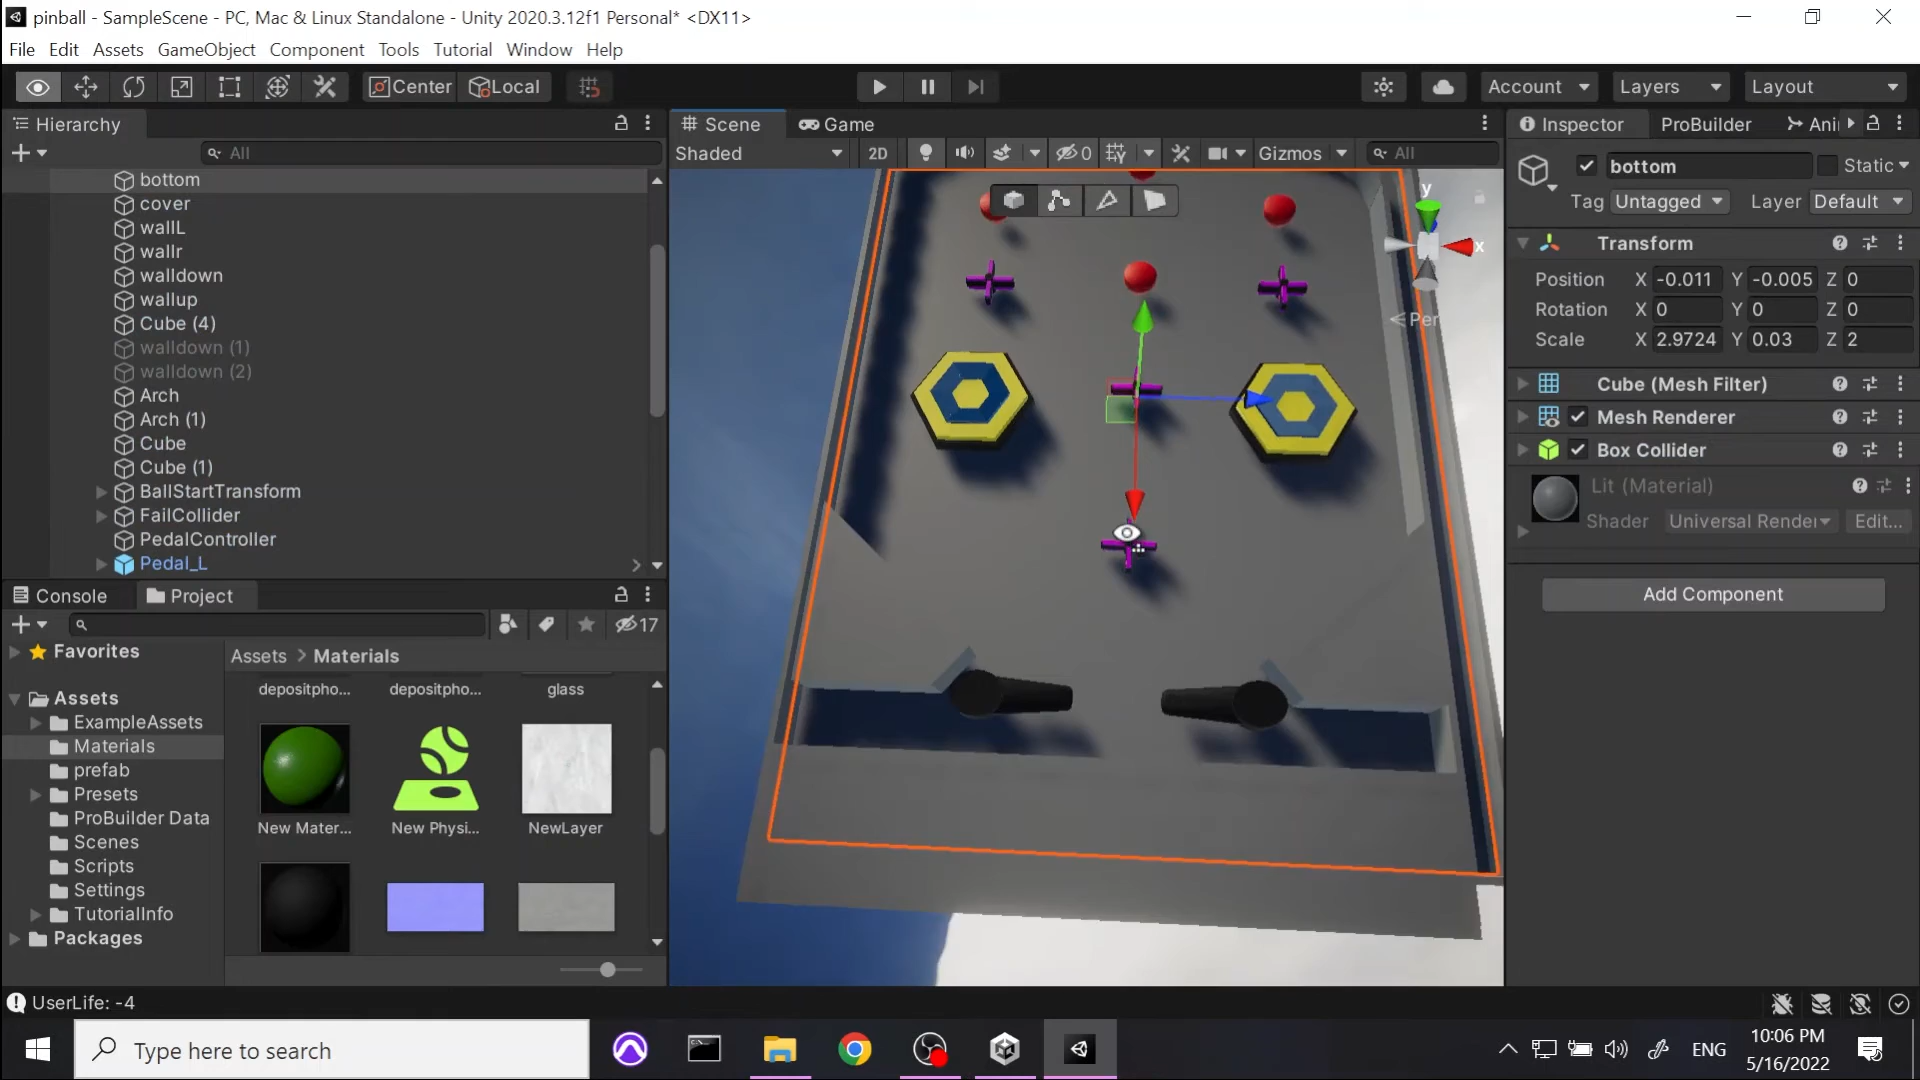 pinball - SampleScene - PC, Mac & Linux Standalone - Unity 2020.3.12f1 Personal* <DX11>
File Edit Assets GameObject Component Tools Tutorial Window Help
Center Local Account Layers Layout
Hierarchy
All
bottom
cover
wallL
wallr
walldown
wallup
Cube (4)
walldown (1)
walldown (2)
Arch
Arch (1)
Cube
Cube (1)
BallStartTransform
FailCollider
PedalController
Pedal_L
Scene Game
Shaded 2D 0 Gizmos All
y
x
Per
Inspector ProBuilder Ani
bottom Static
Tag Untagged Layer Default
Transform
Position X -0.011 Y -0.005 Z 0
Rotation X 0 Y 0 Z 0
Scale X 2.9724 Y 0.03 Z 2
Cube (Mesh Filter)
Mesh Renderer
Box Collider
Lit (Material)
Shader Universal Render Edit...
Add Component
Console Project
17
Favorites
Assets
ExampleAssets
Materials
prefab
Presets
ProBuilder Data
Scenes
Scripts
Settings
TutorialInfo
Packages
Assets > Materials
depositpho... depositpho... glass
New Mater... New Physi... NewLayer
UserLife: -4
Type here to search
ENG
10:06 PM
5/16/2022